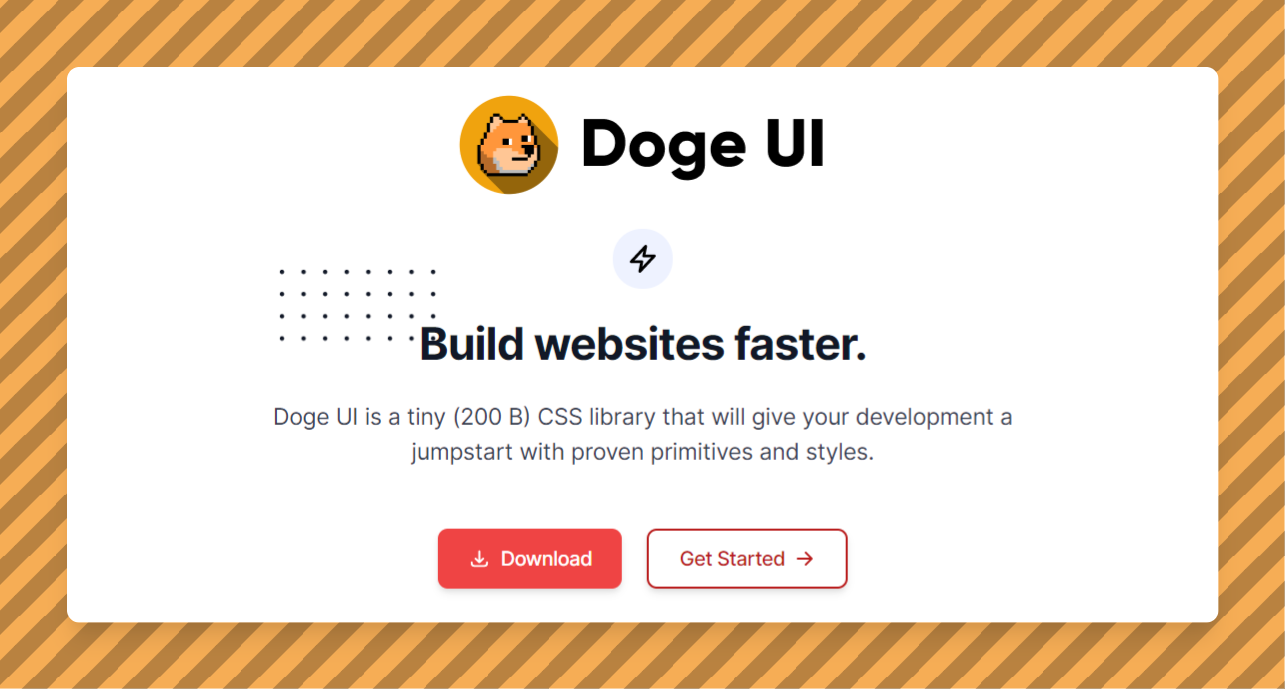 Doge UI
Build websites faster.
Doge UI is a tiny (200 B) CSS library that will give your development a
jumpstart with proven primitives and styles.
Download
Get Started